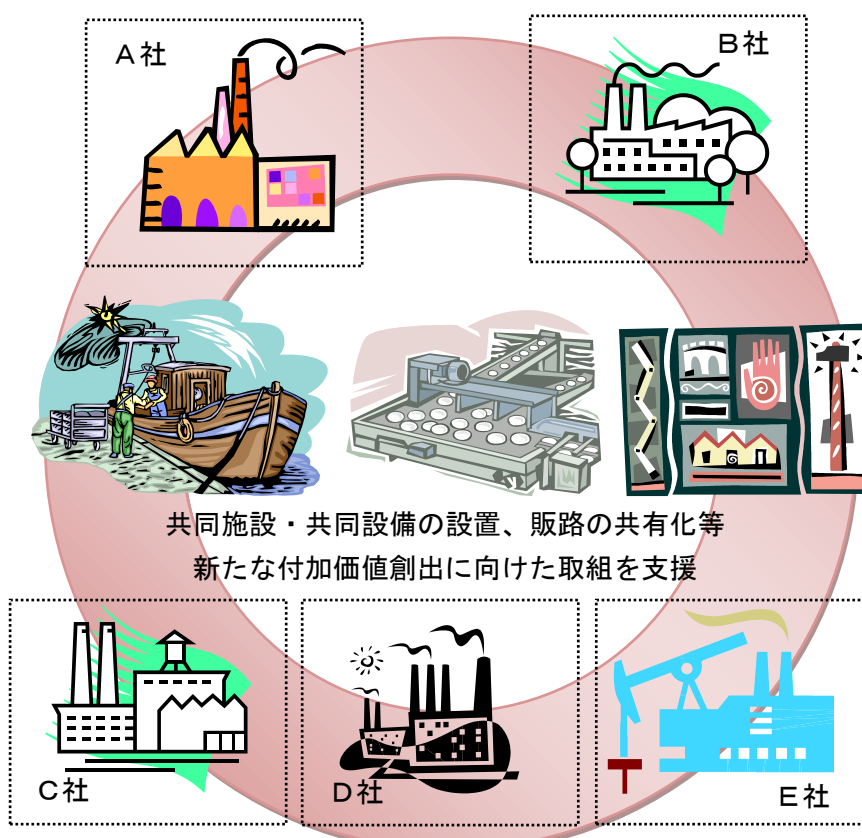 A社
B社
共同施設・共同設備の設置、販路の共有化等
新たな付加価値創出に向けた取組を支援
C社
D社
E社